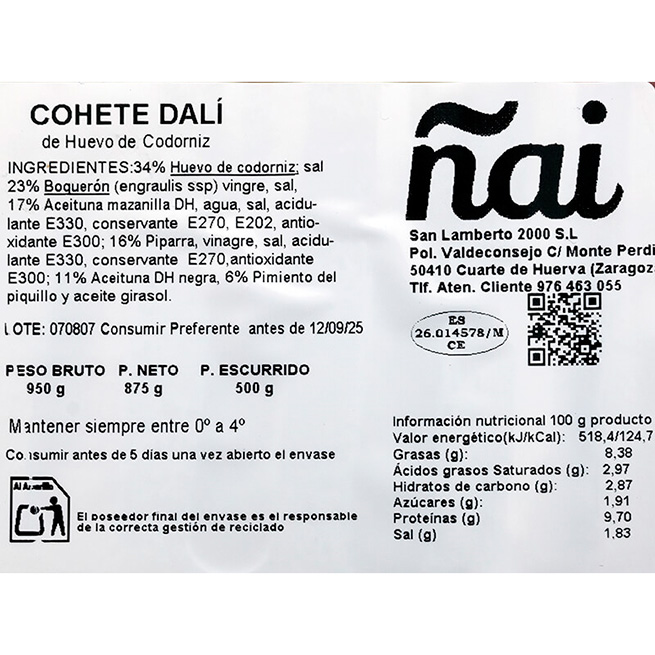 COHETE DALÍ
de Huevo de Codorniz
INGREDIENTES:34% Huevo de codorniz; sal
23% Boquerón (engraulis ssp) vingre, sal,
17% Aceituna mazanilla DH, agua, sal, acidu-
lante E330, conservante E270, E202, antio-
xidante E300; 16% Piparra, vinagre, sal, acidu-
lante E330, conservante E270,antioxidante
E300; 11% Aceituna DH negra, 6% Pimiento del
piquillo y aceite girasol.
LOTE: 070807 Consumir Preferente antes de 12/09/25
PESO BRUTO P. NETO P. ESCURRIDO
950 g 875 g 500 g
Mantener siempre entre 0º a 4º
Consumir antes de 5 días una vez abierto el envase
Al Amarillo
El poseedor final del envase es el responsable
de la correcta gestión de reciclado
ñai
San Lamberto 2000 S.L
Pol. Valdeconsejo C/ Monte Perdi
50410 Cuarte de Huerva (Zaragoz
Tlf. Aten. Cliente 976 463 055
ES
26.014578/M
CE
Información nutricional 100 g producto
Valor energético(kJ/kCal): 518,4/124,7
Grasas (g): 8,38
Ácidos grasos Saturados (g): 2,97
Hidratos de carbono (g): 2,87
Azúcares (g): 1,91
Proteínas (g) 9,70
Sal (g) 1,83